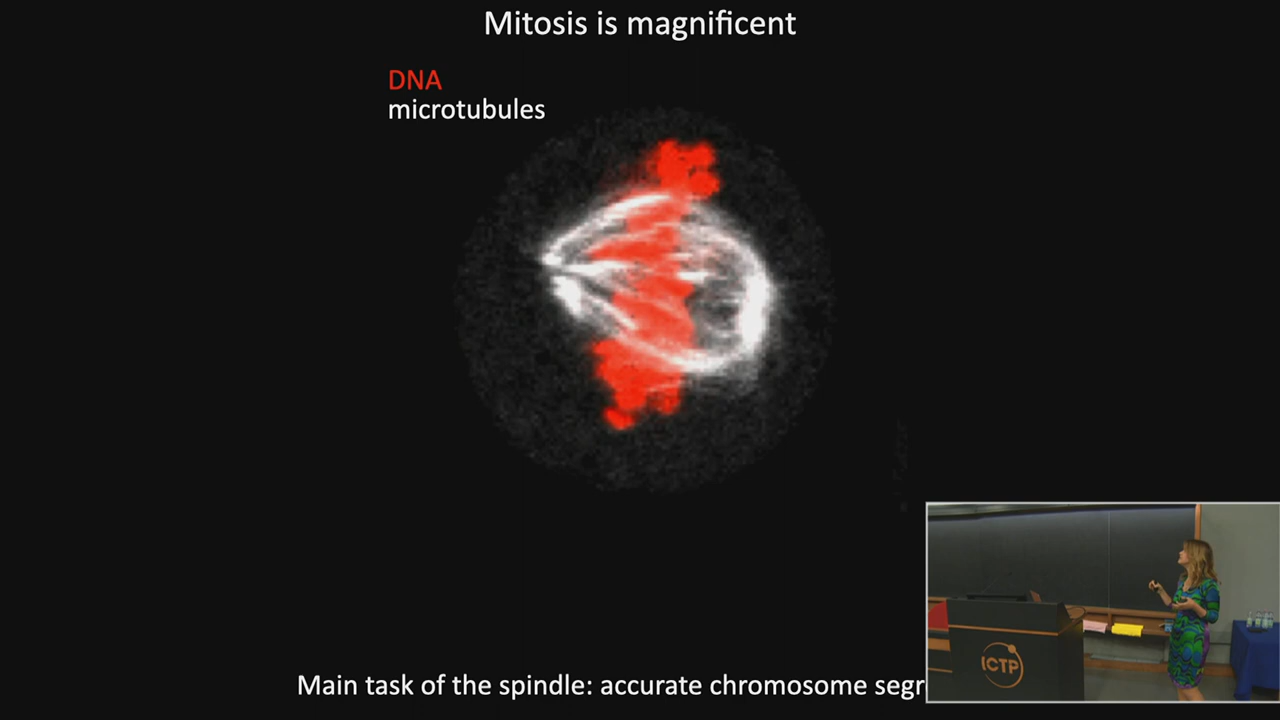 Mitosis is magnificent
DNA
microtubules
Main task of the spindle: accurate chromosome segr
ICTP